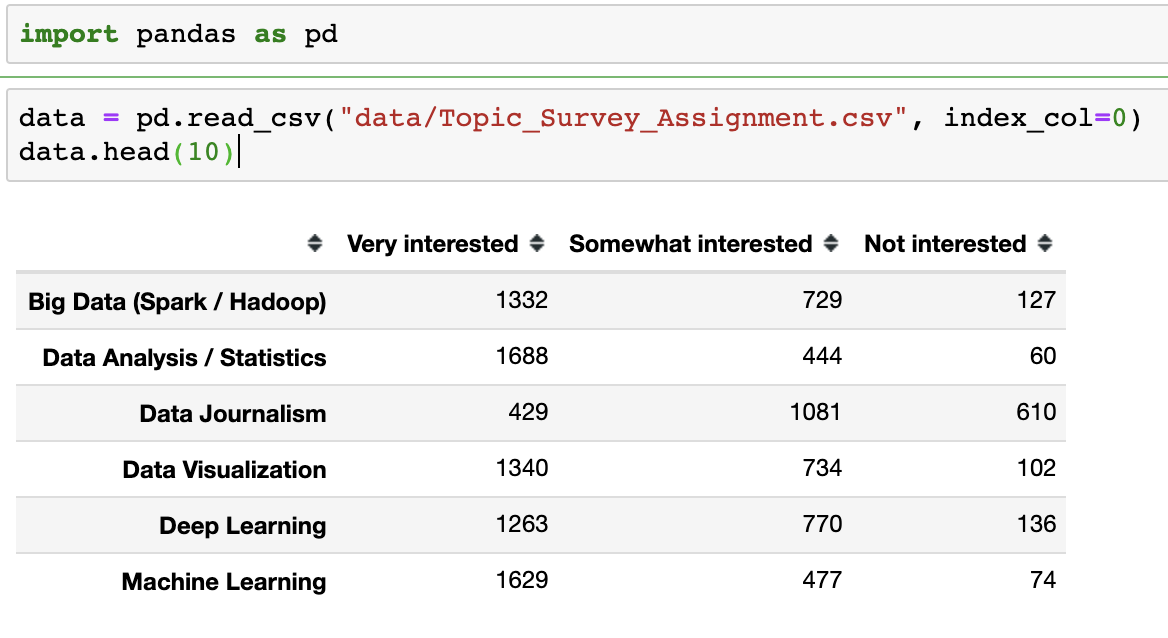 import pandas as pd
data = pd.read_csv("data/Topic_Survey_Assignment.csv", index_col=0)
data.head(10)
Very interested Somewhat interested Not interested
Big Data (Spark / Hadoop) 1332 729 127
Data Analysis / Statistics 1688 444 60
Data Journalism 429 1081 610
Data Visualization 1340 734 102
Deep Learning 1263 770 136
Machine Learning 1629 477 74